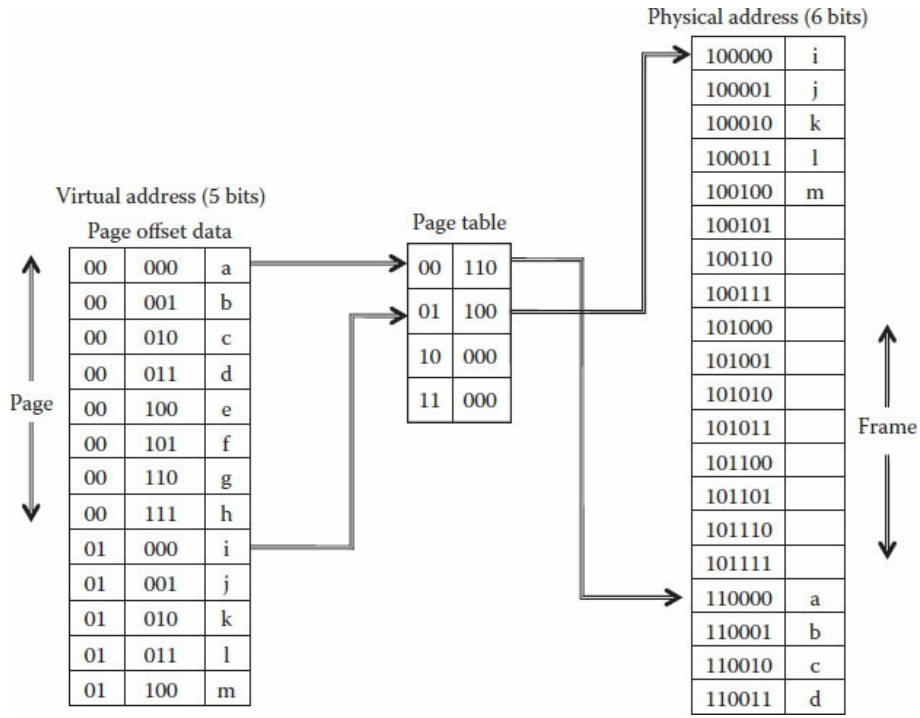 Physical address (6 bits)
100000 i
100001 j
100010 k
100011 l
100100 m
100101
100110
100111
101000
101001
101010
101011
101100
101101
101110
101111
110000 a
110001 b
110010 c
110011 d
Frame
Virtual address (5 bits)
Page offset data
00 000 a
00 001 b
00 010 c
00 011 d
00 100 e
00 101 f
00 110 g
00 111 h
01 000 i
01 001 j
01 010 k
01 011 l
01 100 m
Page
Page table
00 110
01 100
10 000
11 000